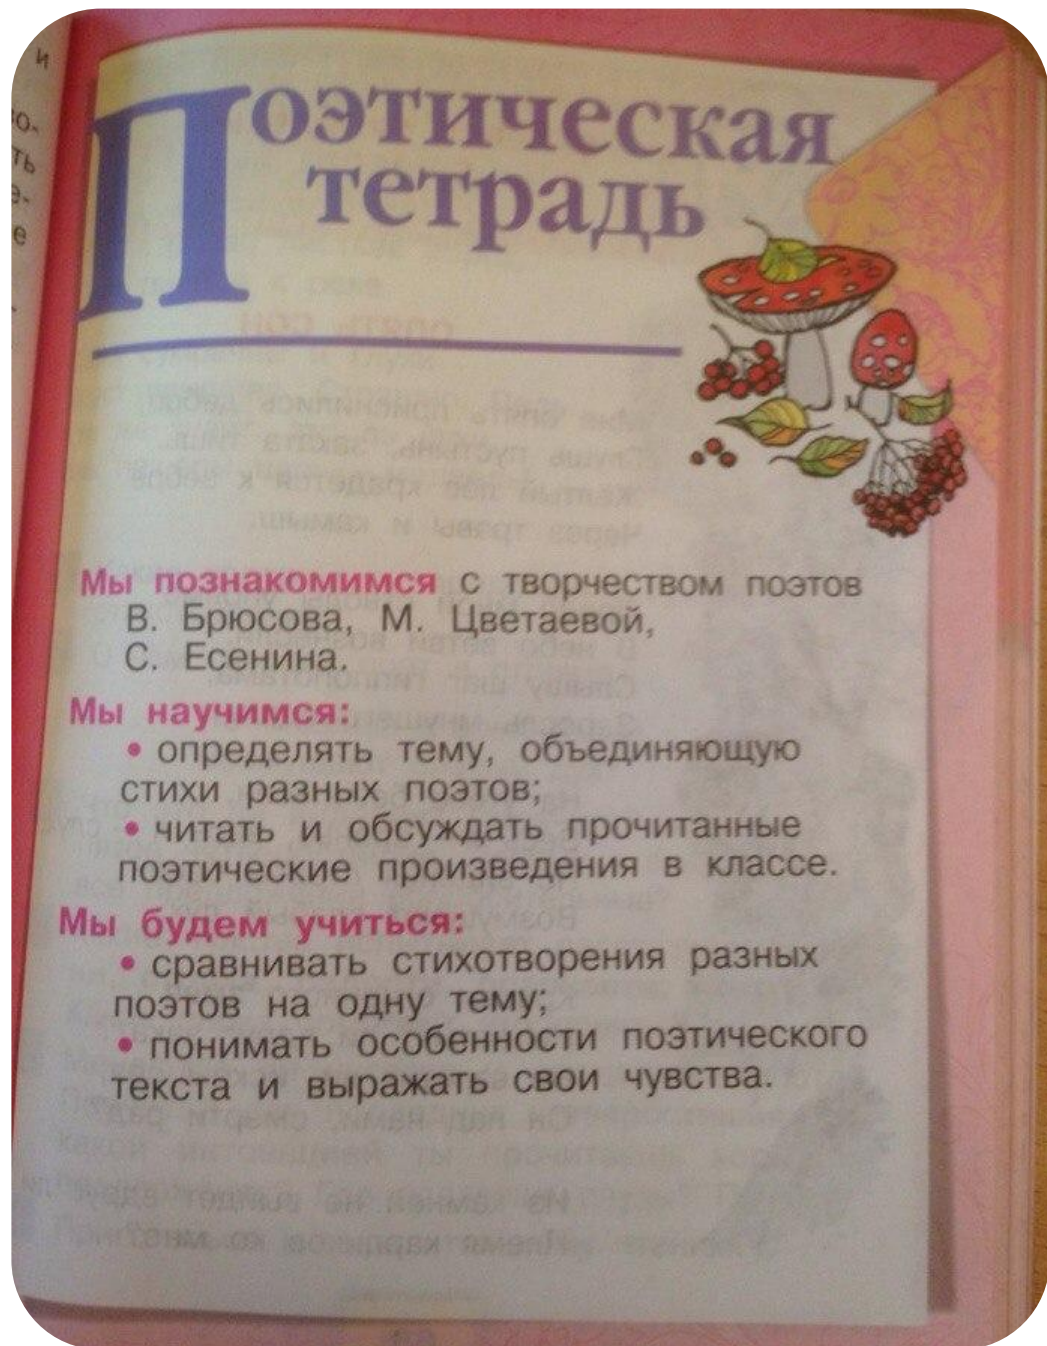 и
ть
е
Поэтическая
тетрадь
Мы познакомимся с творчеством поэтов
В. Брюсова, М. Цветаевой,
С. Есенина.
Мы научимся:
• определять тему, объединяющую
стихи разных поэтов;
• читать и обсуждать прочитанные
поэтические произведения в классе.
Мы будем учиться:
• сравнивать стихотворения разных
поэтов на одну тему;
• понимать особенности поэтического
текста и выражать свои чувства.